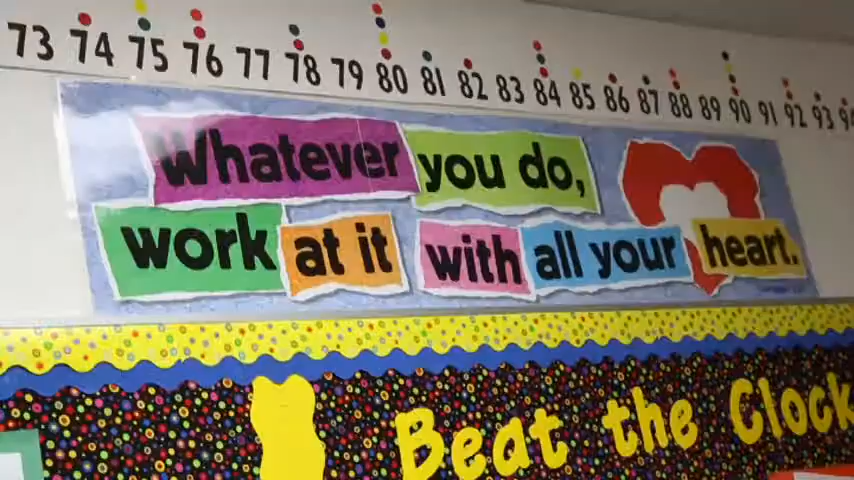 73 74 75 76 77 78 79 80 81 82 83 84 85 86 87 88 89 90 91 92 93 94
Whatever you do,
work at it with all your heart.
Beat the Clock